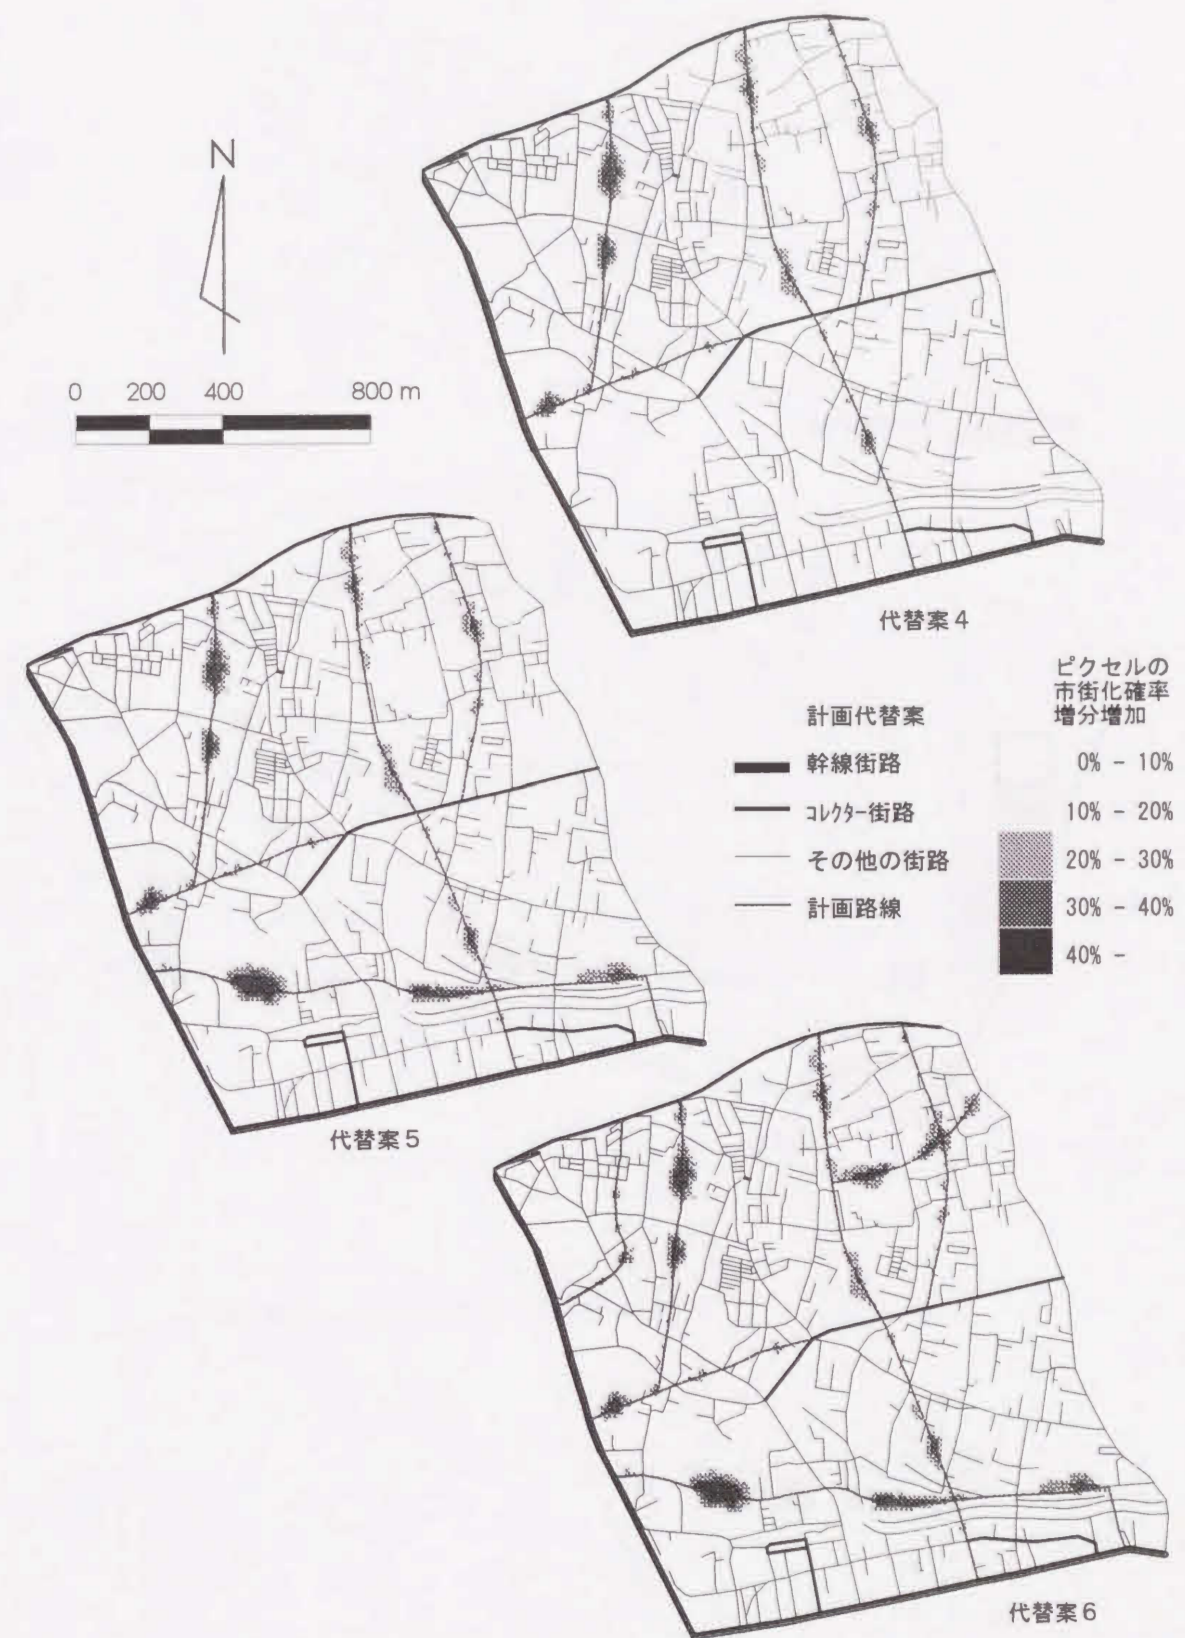 N
0 200 400 800 m
代替案4
計画代替案
幹線街路
コレクター街路
その他の街路
計画路線
ピクセルの
市街化確率
増分増加
0% - 10%
10% - 20%
20% - 30%
30% - 40%
40% -
代替案5
代替案6